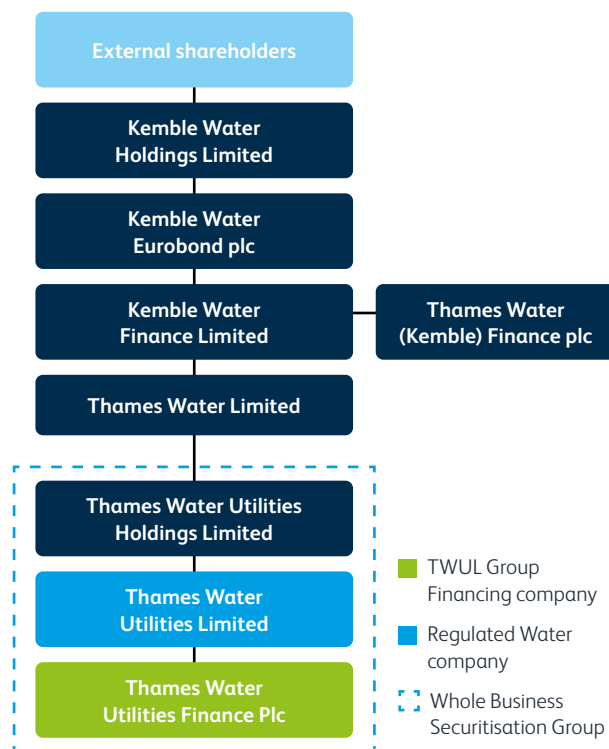 External shareholders
Kemble Water
Holdings Limited
Kemble Water
Eurobond plc
Kemble Water
Finance Limited
Thames Water
(Kemble) Finance plc
Thames Water Limited
Thames Water Utilities
Holdings Limited
Thames Water
Utilities Limited
Thames Water
Utilities Finance Plc
TWUL Group
Financing company
Regulated Water
company
Whole Business
Securitisation Group